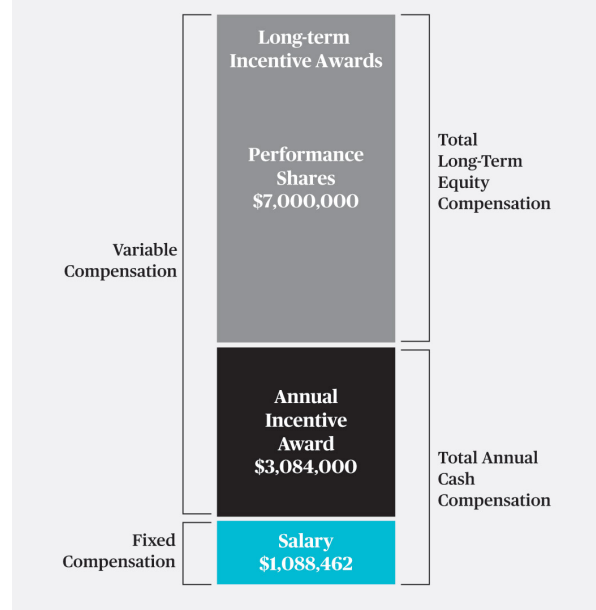 Long-term
Incentive Awards
Performance
Shares
$7,000,000
Total
Long-Term
Equity
Compensation
Variable
Compensation
Annual
Incentive
Award
$3,084,000
Total Annual
Cash
Compensation
Fixed
Compensation
Salary
$1,088,462